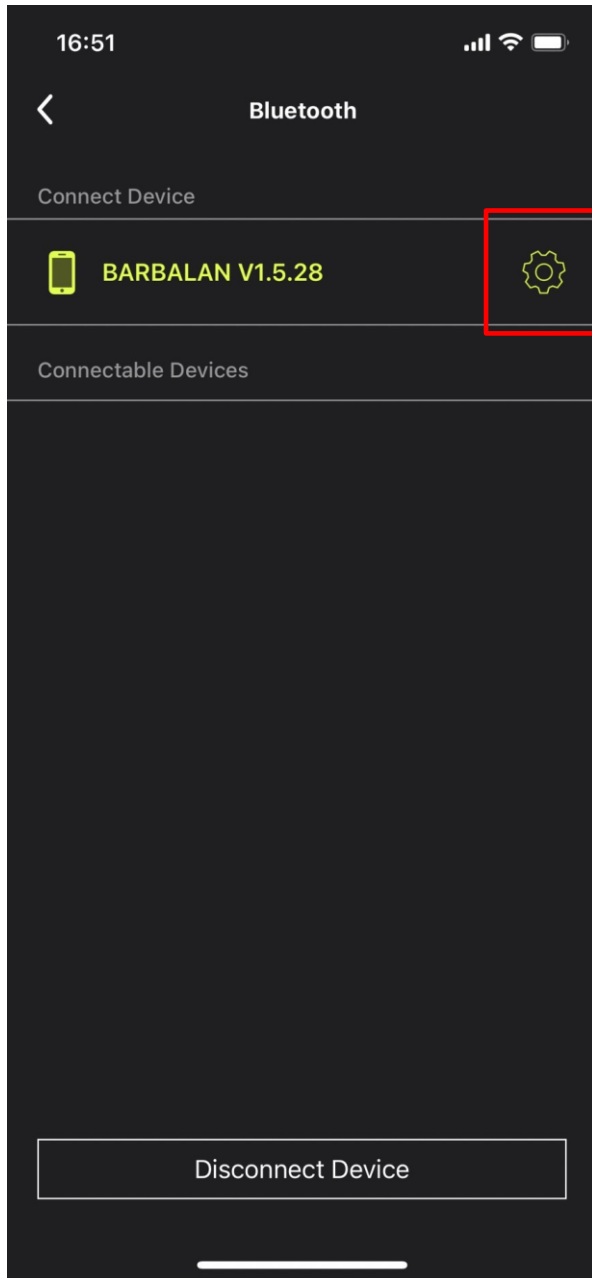 16:51
Bluetooth
Connect Device
BARBALAN V1.5.28
Connectable Devices
Disconnect Device